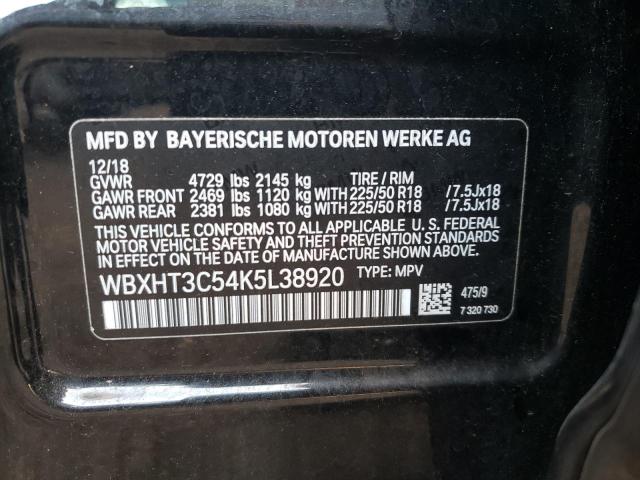 MFD BY BAYERISCHE MOTOREN WERKE AG
12/18
GVWR 4729 lbs 2145 kg TIRE / RIM
GAWR FRONT 2469 lbs 1120 kg WITH 225/50 R18 /7.5Jx18
GAWR REAR 2381 lbs 1080 kg WITH 225/50 R18 /7.5Jx18
THIS VEHICLE CONFORMS TO ALL APPLICABLE U. S. FEDERAL
MOTOR VEHICLE SAFETY, BUMPER, AND THEFT PREVENTION STANDARDS
IN EFFECT ON THE DATE OF MANUFACTURE SHOWN ABOVE.
WBXHT3C54K5L38920 TYPE: MPV
475/9
7 320 730